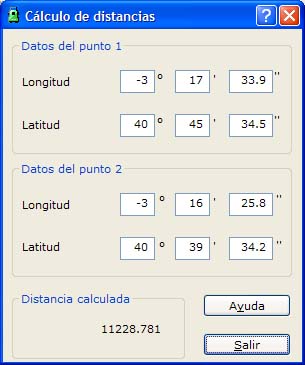 Cálculo de distancias
Datos del punto 1
Longitud -3 º 17 ' 33.9 "
Latitud 40 º 45 ' 34.5 "
Datos del punto 2
Longitud -3 º 16 ' 25.8 "
Latitud 40 º 39 ' 34.2 "
Distancia calculada
11228.781
Ayuda
Salir